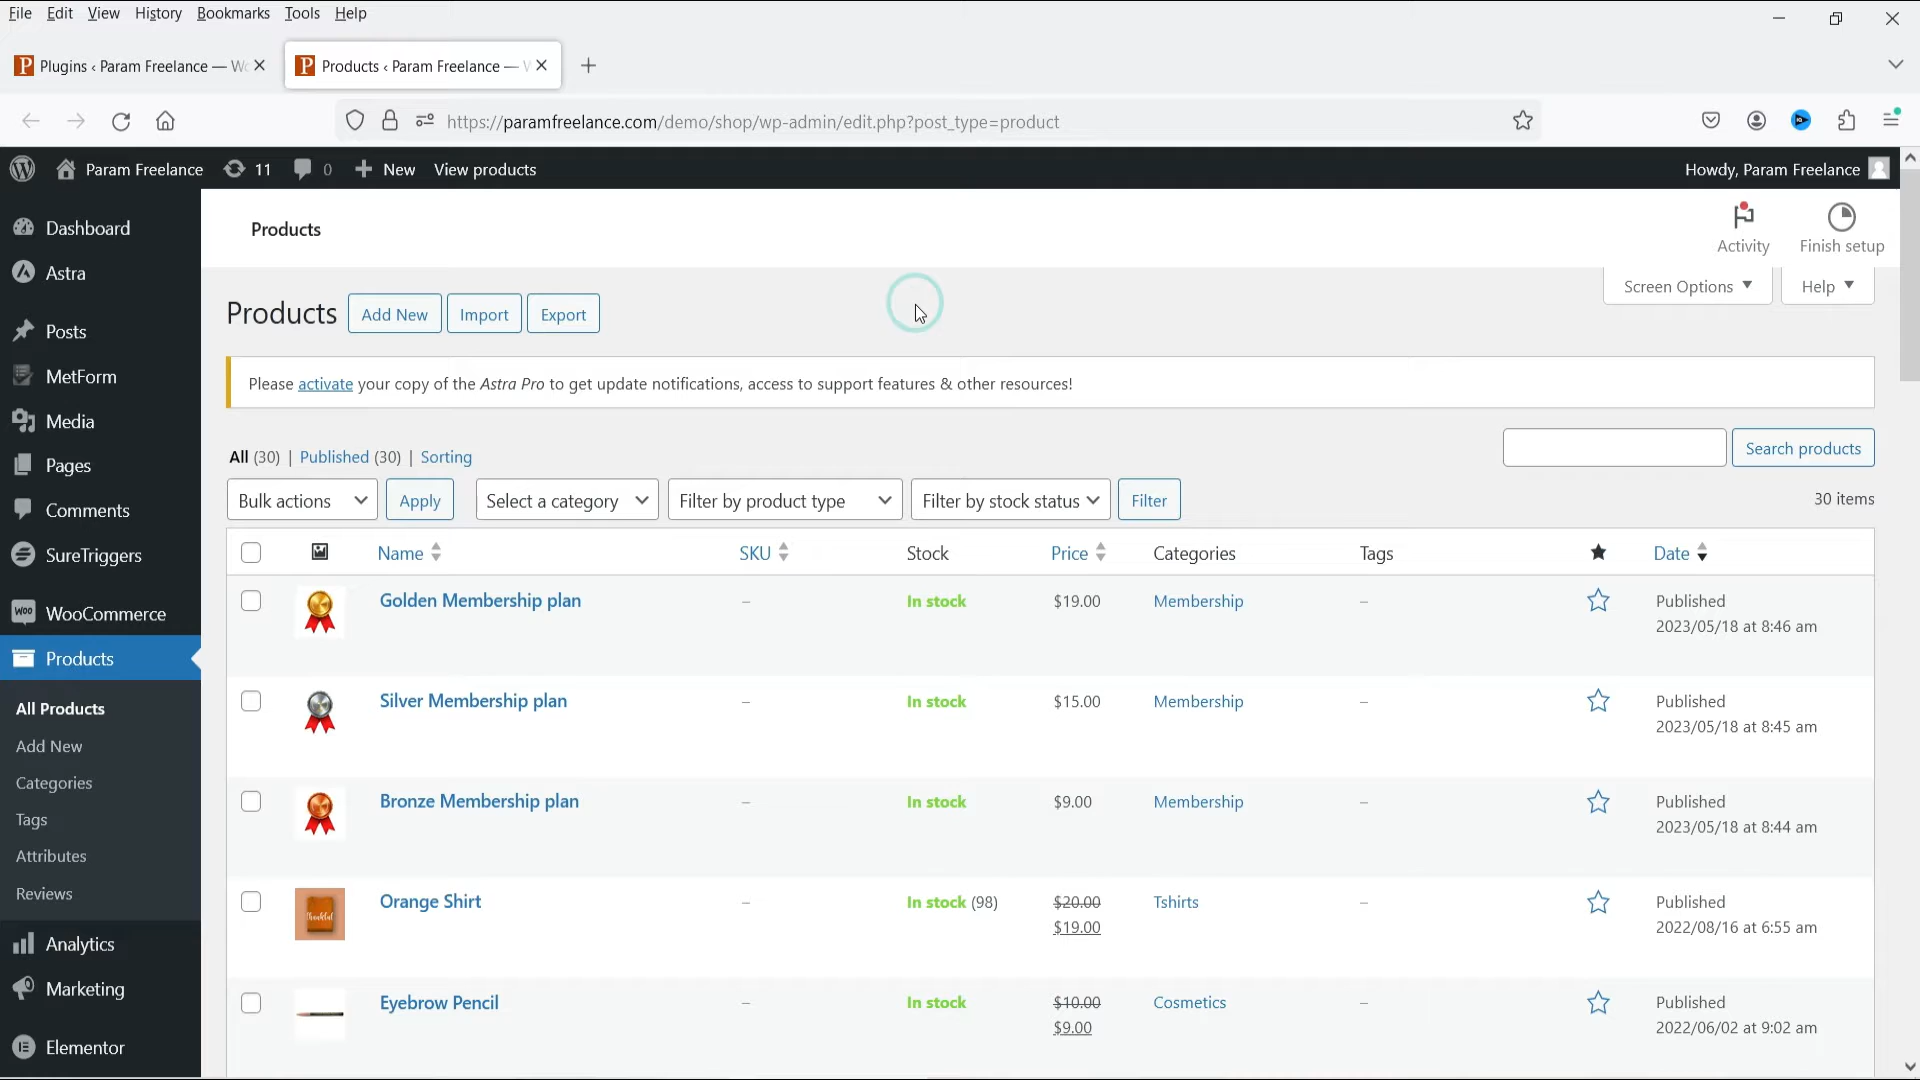 File Edit View History Bookmarks Tools Help
Plugins ‹ Param Freelance — Wo
Products ‹ Param Freelance — W
https://paramfreelance.com/demo/shop/wp-admin/edit.php?post_type=product
Param Freelance 11 0 New View products
Howdy, Param Freelance
Dashboard
Astra
Posts
MetForm
Media
Pages
Comments
SureTriggers
WooCommerce
Products
All Products
Add New
Categories
Tags
Attributes
Reviews
Analytics
Marketing
Elementor
Products
Activity
Finish setup
Screen Options
Help
Products Add New Import Export
Please activate your copy of the Astra Pro to get update notifications, access to support features & other resources!
All (30) | Published (30) | Sorting
Search products
Bulk actions Apply Select a category Filter by product type Filter by stock status Filter
30 items
Name SKU Stock Price Categories Tags Date
Golden Membership plan – In stock $19.00 Membership – Published
2023/05/18 at 8:46 am
Silver Membership plan – In stock $15.00 Membership – Published
2023/05/18 at 8:45 am
Bronze Membership plan – In stock $9.00 Membership – Published
2023/05/18 at 8:44 am
Orange Shirt – In stock (98) $20.00 Tshirts – Published
$19.00 2022/08/16 at 6:55 am
Eyebrow Pencil – In stock $10.00 Cosmetics – Published
$9.00 2022/06/02 at 9:02 am